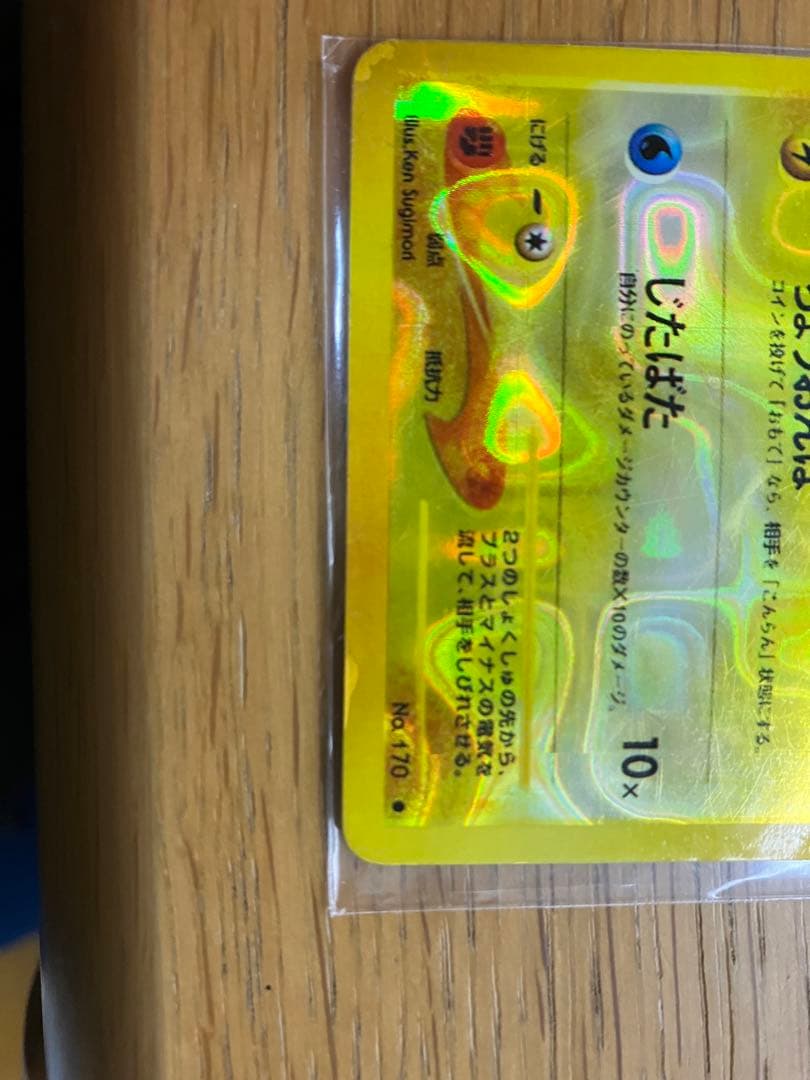 コインを投げて「おもて」なら、相手を「こんらん」状態にする。
じたばた 10×
自分にのっているダメージカウンターの数×10のダメージ。
にげる
弱点
抵抗力
2つのしょくしゅの先から、
プラスとマイナスの電気を
流して、相手をしびれさせる。
Illus.Ken Sugimori
No.170 ●